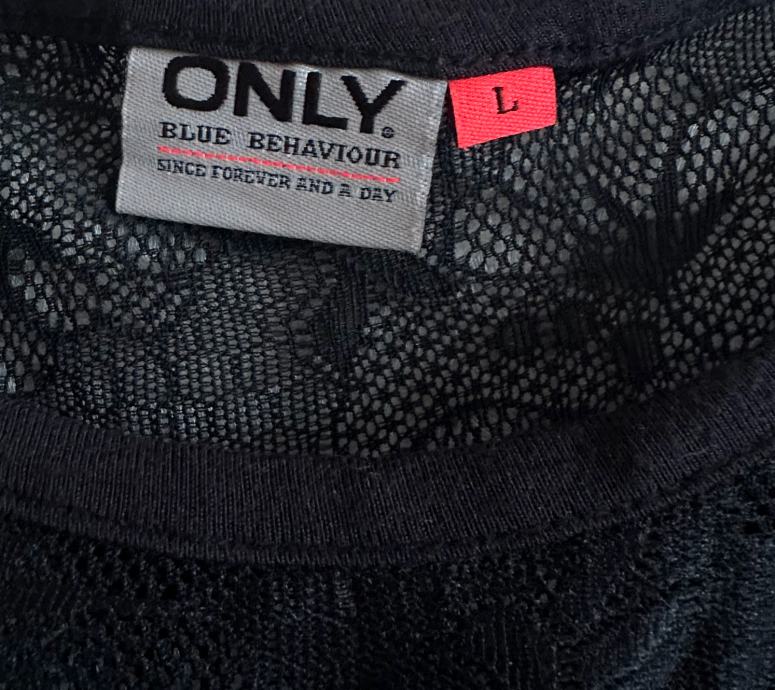 ONLY®
BLUE BEHAVIOUR
SINCE FOREVER AND A DAY
L